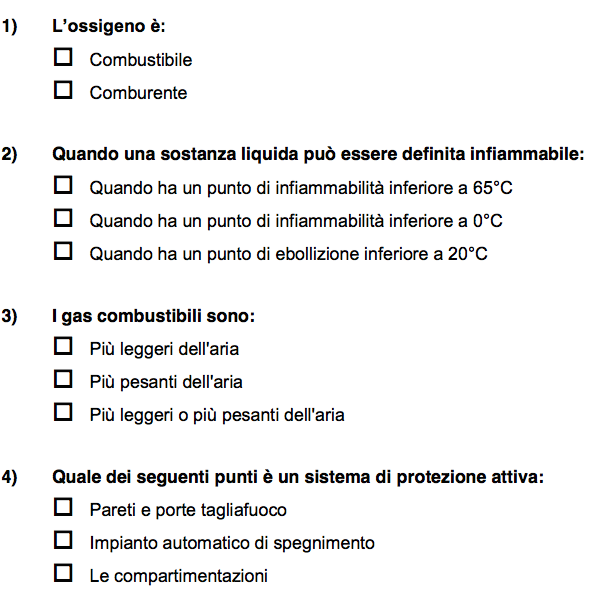 1) L'ossigeno è:
Combustibile
Comburente
2) Quando una sostanza liquida può essere definita infiammabile:
Quando ha un punto di infiammabilità inferiore a 65°C
Quando ha un punto di infiammabilità inferiore a 0°C
Quando ha un punto di ebollizione inferiore a 20°C
3) I gas combustibili sono:
Più leggeri dell'aria
Più pesanti dell'aria
Più leggeri o più pesanti dell'aria
4) Quale dei seguenti punti è un sistema di protezione attiva:
Pareti e porte tagliafuoco
Impianto automatico di spegnimento
Le compartimentazioni